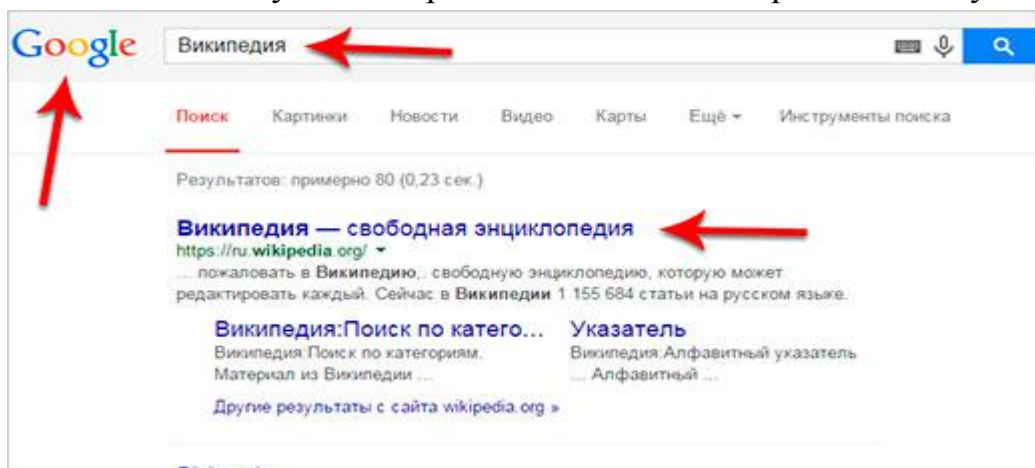 Google
Википедия
Поиск Картинки Новости Видео Карты Ещё Инструменты поиска
Результатов: примерно 80 (0,23 сек.)
Википедия — свободная энциклопедия
https://ru.wikipedia.org/
... пожаловать в Википедию,. свободную энциклопедию, которую может
редактировать каждый. Сейчас в Википедии 1 155 684 статьи на русском языке.
Википедия:Поиск по катего... Указатель
Википедия:Поиск по категориям. Википедия:Алфавитный указатель
Материал из Википедии ... ... Алфавитный ...
Другие результаты с сайта wikipedia.org »